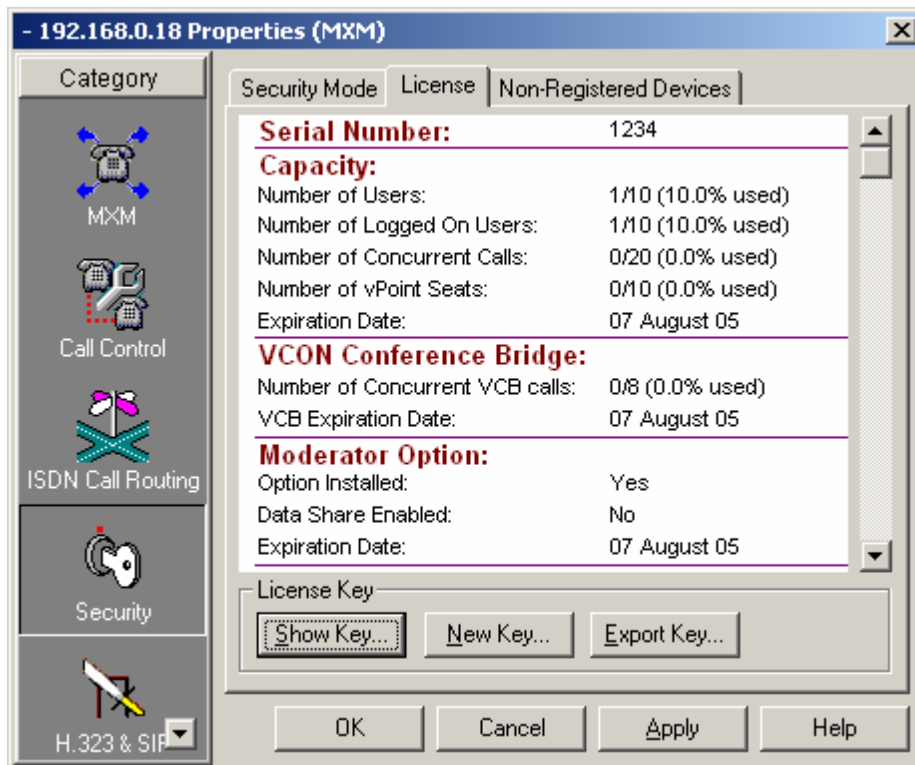 - 192.168.0.18 Properties (MXM)
Category
MXM
Call Control
ISDN Call Routing
Security
H.323 & SIP
Security Mode License Non-Registered Devices
Serial Number: 1234
Capacity:
Number of Users: 1/10 (10.0% used)
Number of Logged On Users: 1/10 (10.0% used)
Number of Concurrent Calls: 0/20 (0.0% used)
Number of vPoint Seats: 0/10 (0.0% used)
Expiration Date: 07 August 05
VCON Conference Bridge:
Number of Concurrent VCB calls: 0/8 (0.0% used)
VCB Expiration Date: 07 August 05
Moderator Option:
Option Installed: Yes
Data Share Enabled: No
Expiration Date: 07 August 05
License Key
Show Key... New Key... Export Key...
OK Cancel Apply Help